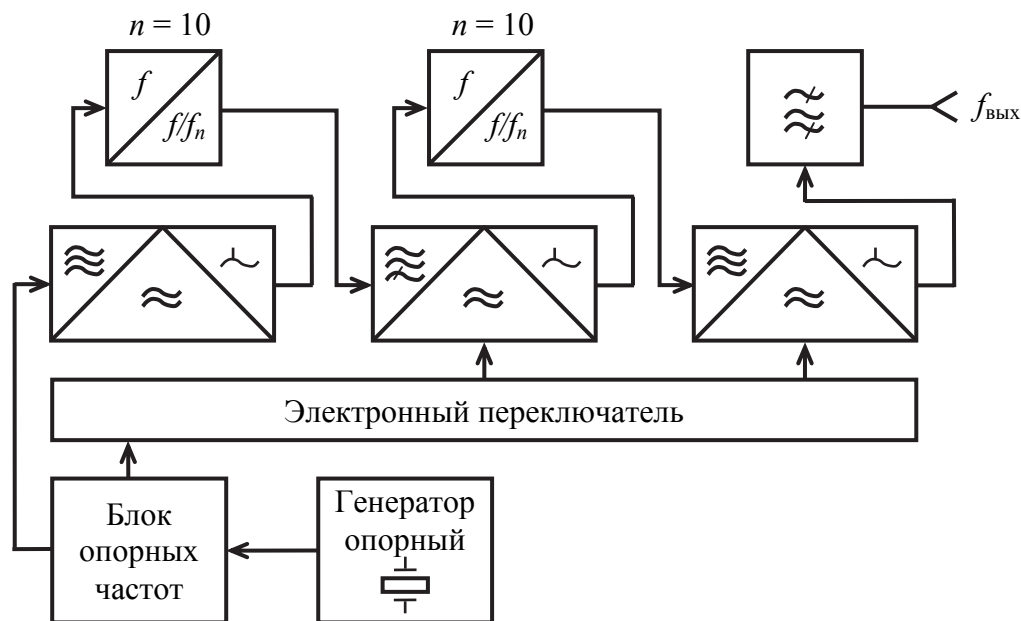 n = 10
n = 10
f
f/fₙ
f
f/fₙ
fвых
Электронный переключатель
Блок
опорных
частот
Генератор
опорный